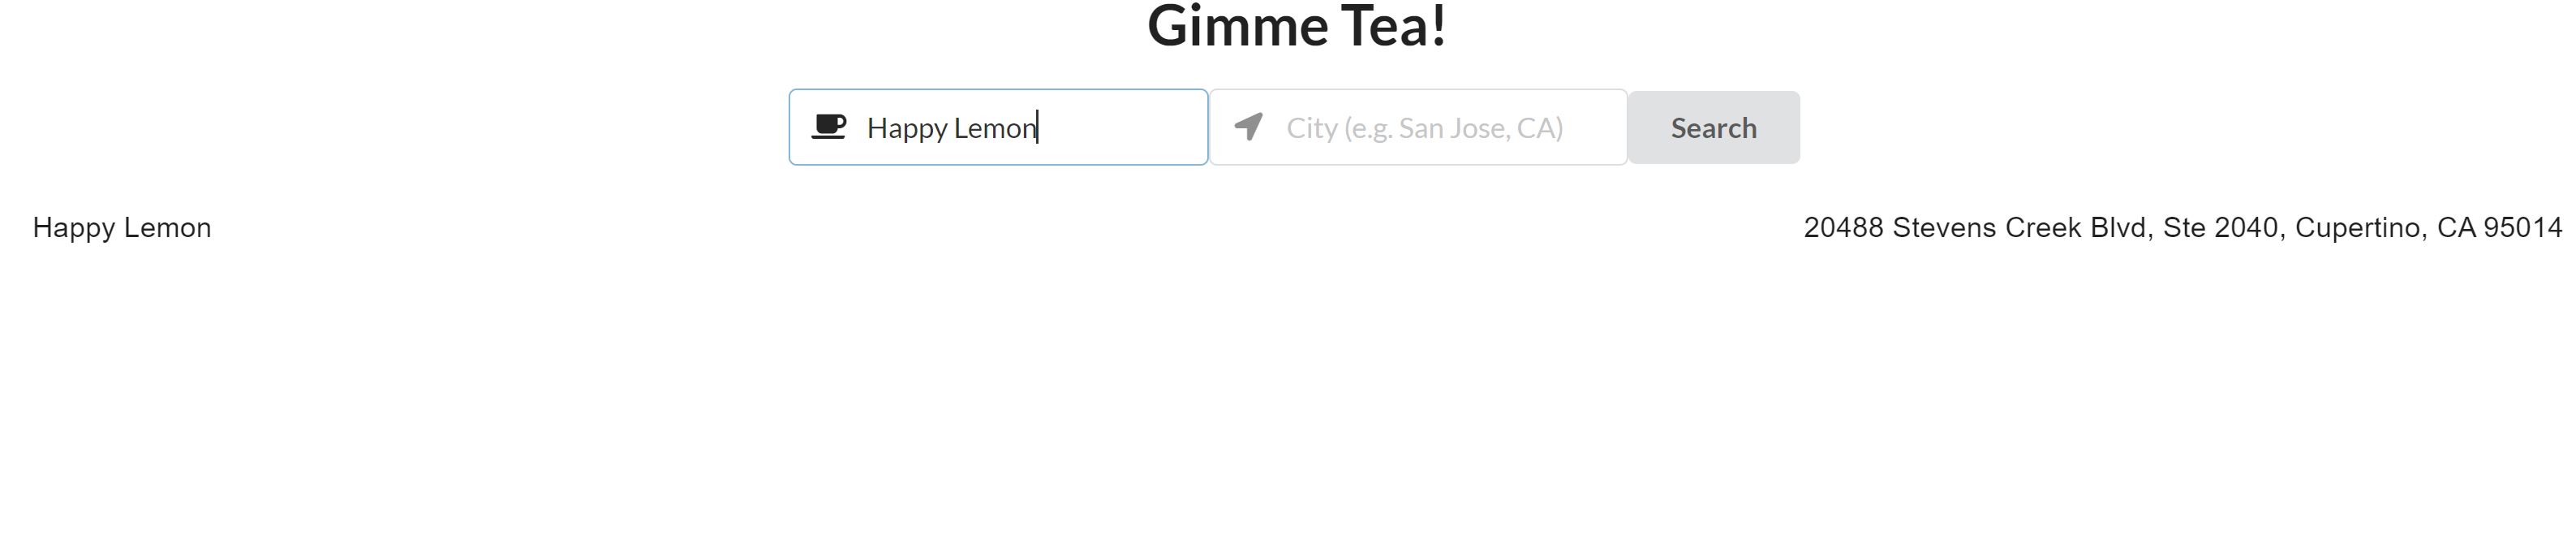 Gimme Tea!
Happy Lemon City (e.g. San Jose, CA) Search
Happy Lemon 20488 Stevens Creek Blvd, Ste 2040, Cupertino, CA 95014